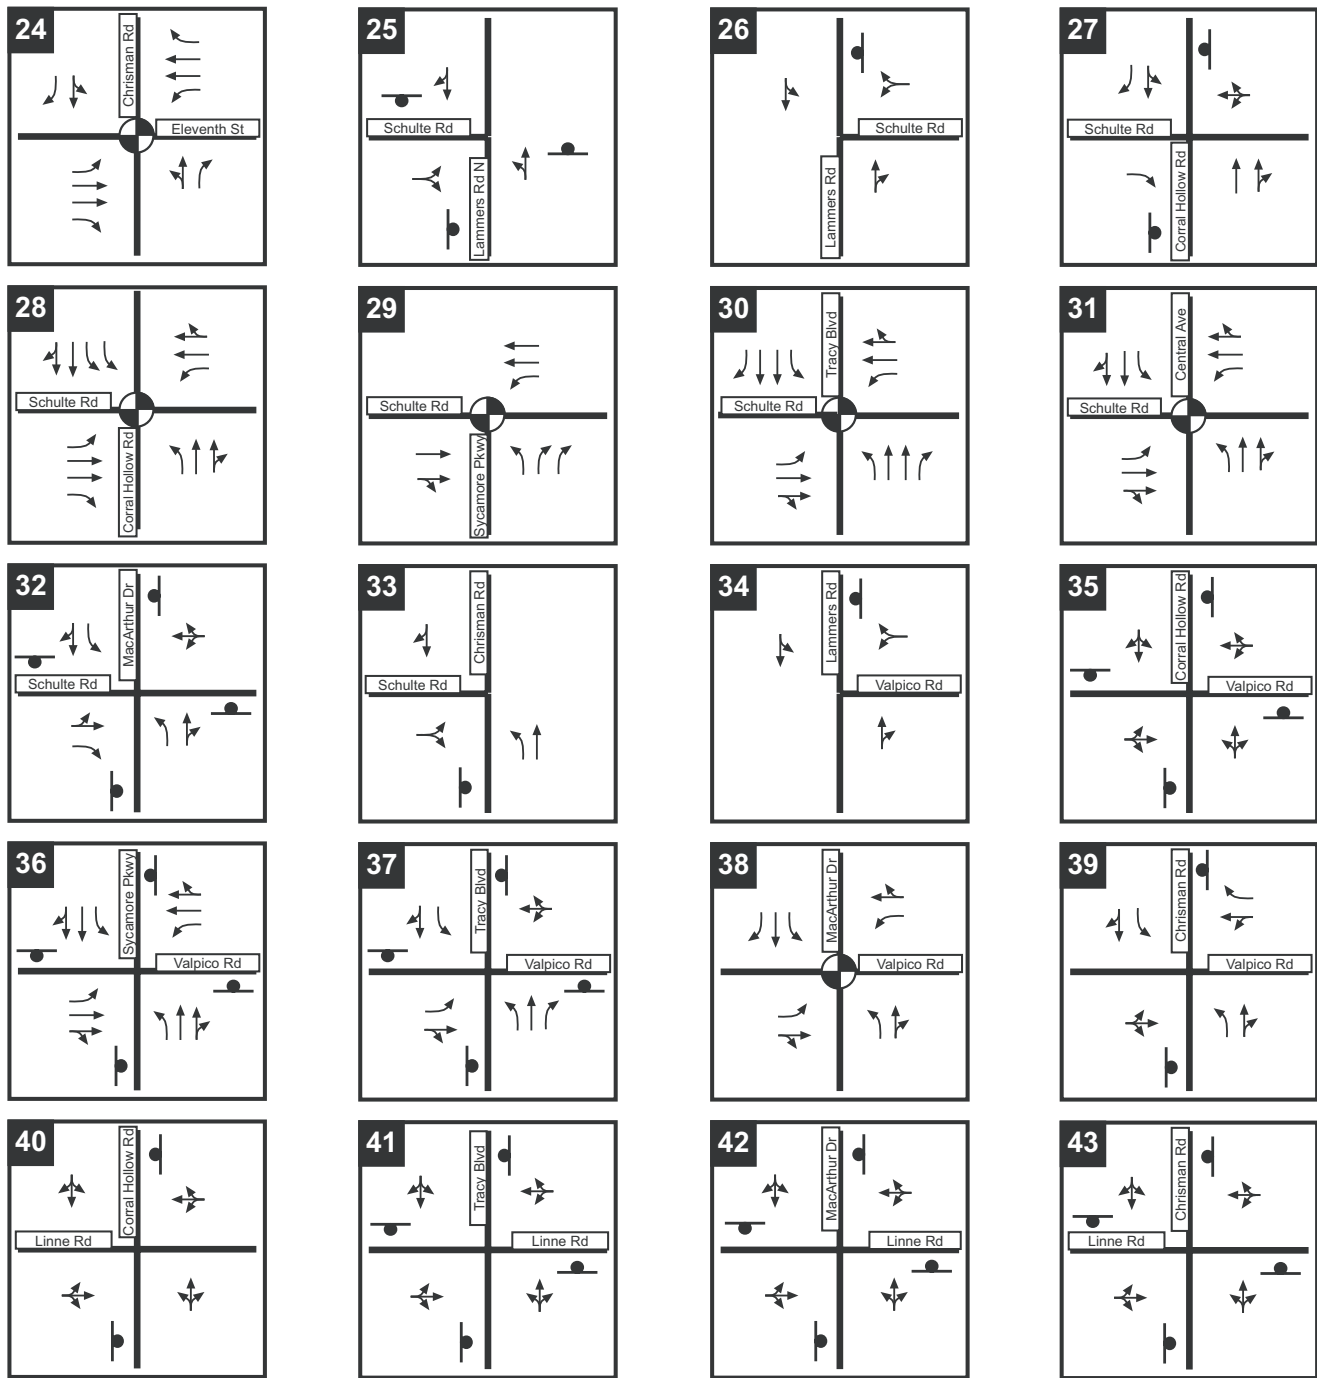 24
Chrisman Rd
Eleventh St
25
Schulte Rd
Lammers Rd N
26
Schulte Rd
Lammers Rd
27
Schulte Rd
Corral Hollow Rd
28
Schulte Rd
Corral Hollow Rd
29
Schulte Rd
Sycamore Pkwy
30
Tracy Blvd
Schulte Rd
31
Central Ave
Schulte Rd
32
MacArthur Dr
Schulte Rd
33
Chrisman Rd
Schulte Rd
34
Lammers Rd
Valpico Rd
35
Corral Hollow Rd
Valpico Rd
36
Sycamore Pkwy
Valpico Rd
37
Tracy Blvd
Valpico Rd
38
MacArthur Dr
Valpico Rd
39
Chrisman Rd
Valpico Rd
40
Corral Hollow Rd
Linne Rd
41
Tracy Blvd
Linne Rd
42
MacArthur Dr
Linne Rd
43
Chrisman Rd
Linne Rd